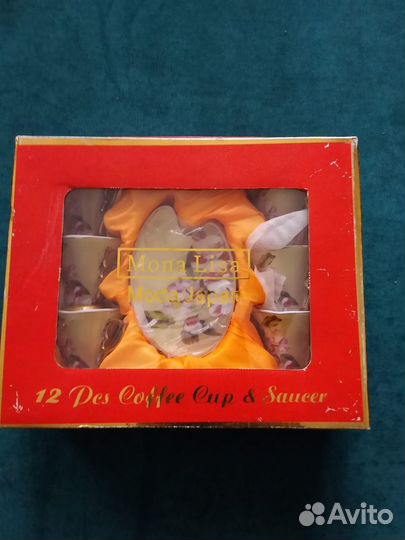 Mona Lisa
Moda Japan
12 Pcs Coffee Cup & Saucer
Avito